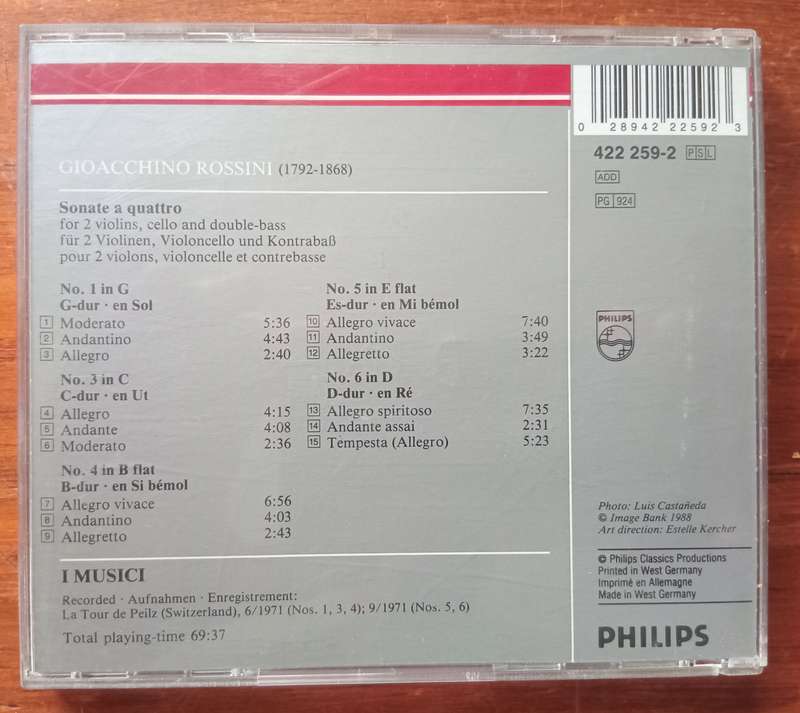 GIOACCHINO ROSSINI (1792-1868)
Sonate a quattro
for 2 violins, cello and double-bass
für 2 Violinen, Violoncello und Kontrabaß
pour 2 violons, violoncelle et contrebasse
No. 1 in G
G-dur · en Sol
1 Moderato 5:36
2 Andantino 4:43
3 Allegro 2:40
No. 3 in C
C-dur · en Ut
4 Allegro 4:15
5 Andante 4:08
6 Moderato 2:36
No. 4 in B flat
B-dur · en Si bémol
7 Allegro vivace 6:56
8 Andantino 4:03
9 Allegretto 2:43
No. 5 in E flat
Es-dur · en Mi bémol
10 Allegro vivace 7:40
11 Andantino 3:49
12 Allegretto 3:22
No. 6 in D
D-dur · en Ré
13 Allegro spiritoso 7:35
14 Andante assai 2:31
15 Tempesta (Allegro) 5:23
I MUSICI
Recorded · Aufnahmen · Enregistrement:
La Tour de Peilz (Switzerland), 6/1971 (Nos. 1, 3, 4); 9/1971 (Nos. 5, 6)
Total playing-time 69:37
0 28942 22592 3
422 259-2 PSL
ADD
PG 924
PHILIPS
Photo: Luis Castañeda
© Image Bank 1988
Art direction: Estelle Kercher
© Philips Classics Productions
Printed in West Germany
Imprimé en Allemagne
Made in West Germany
PHILIPS